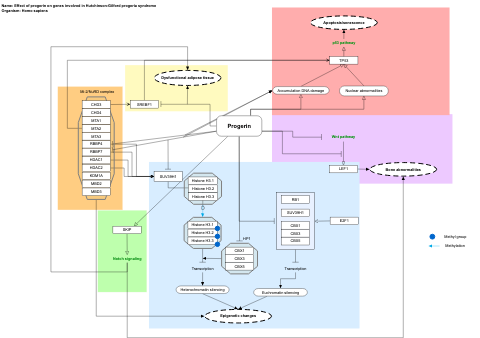 Name: Effect of progerin on genes involved in Hutchinson-Gilford progeria syndrome
Organism: Homo sapiens
Apoptosis/senescence
p53 pathway
TP53
Accumulation DNA damage
Nuclear abnormalities
Dysfunctional adipose tissue
SREBF1
NURD complex
CHD3
CHD4
MTA1
MTA2
MTA3
RBBP4
RBBP7
HDAC1
HDAC2
KDM1A
MBD2
MBD3
Progerin
Wnt pathway
LEF1
Bone abnormalities
SUV39H1
Histone H3.1
Histone H3.2
Histone H3.3
Histone H3.1
Histone H3.2
Histone H3.3
HP1
CBX1
CBX3
CBX5
RB1
SUV39H1
CBX1
CBX3
CBX5
E2F1
SKIP
Notch signaling
Transcription
Transcription
Heterochromatin silencing
Euchromatin silencing
Epigenetic changes
Methyl group
Methylation